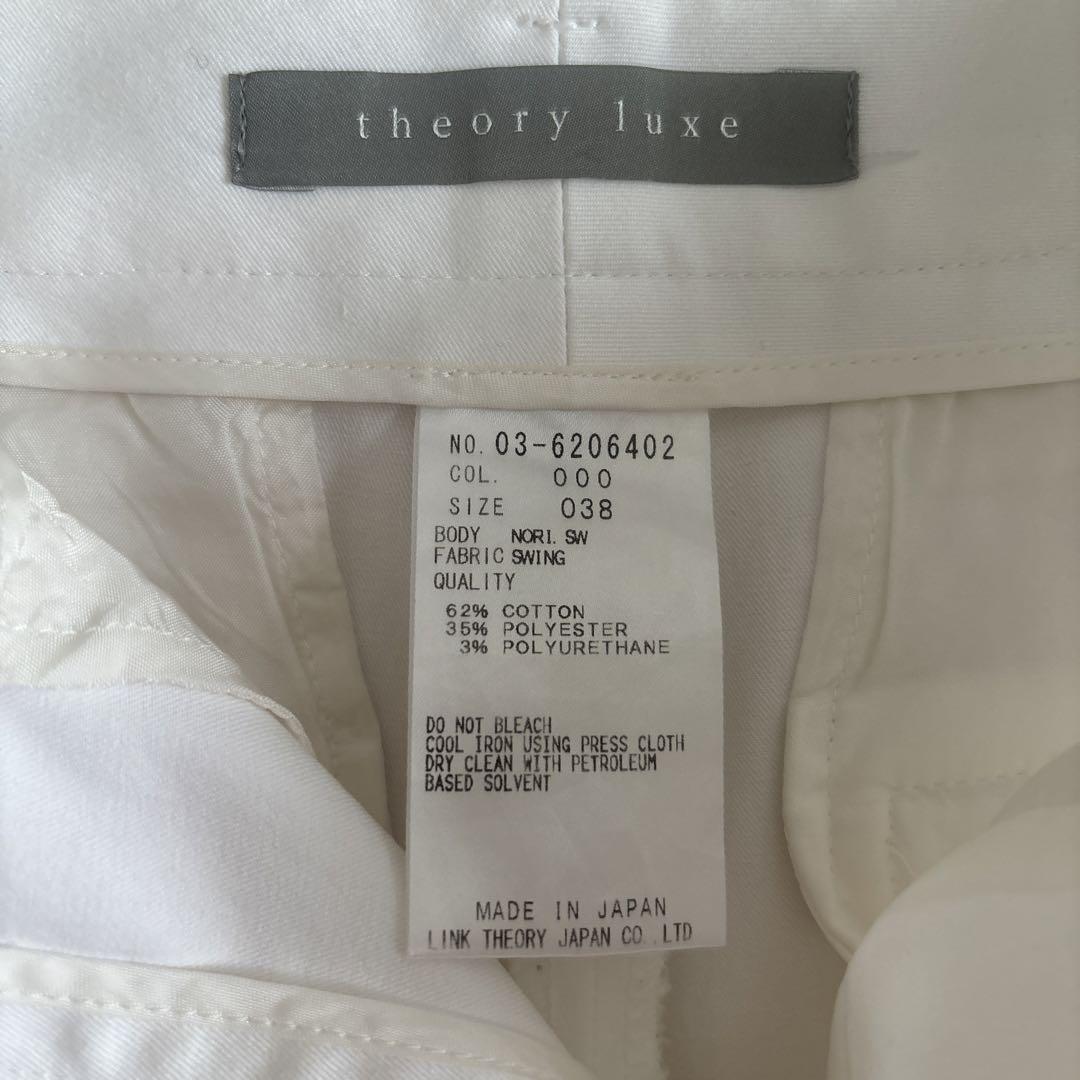 theory luxe
NO. 03-6206402
COL. 000
SIZE 038
BODY NORI. SW
FABRIC SWING
QUALITY
62% COTTON
35% POLYESTER
3% POLYURETHANE
DO NOT BLEACH
COOL IRON USING PRESS CLOTH
DRY CLEAN WITH PETROLEUM
BASED SOLVENT
MADE IN JAPAN
LINK THEORY JAPAN CO.,LTD